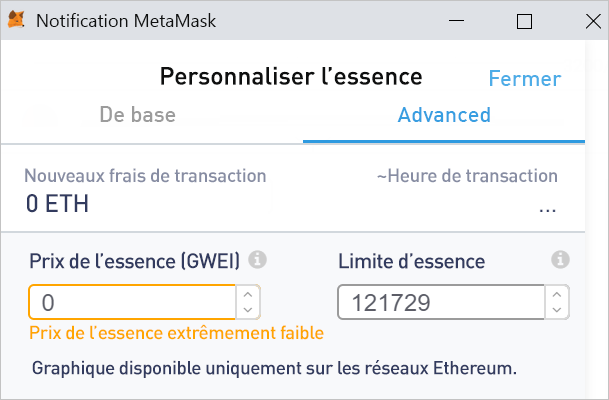 Notification MetaMask
Personnaliser l'essence
Fermer
De base
Advanced
Nouveaux frais de transaction
~Heure de transaction
0 ETH
...
Prix de l'essence (GWEI)
Limite d'essence
0
121729
Prix de l'essence extrêmement faible
Graphique disponible uniquement sur les réseaux Ethereum.